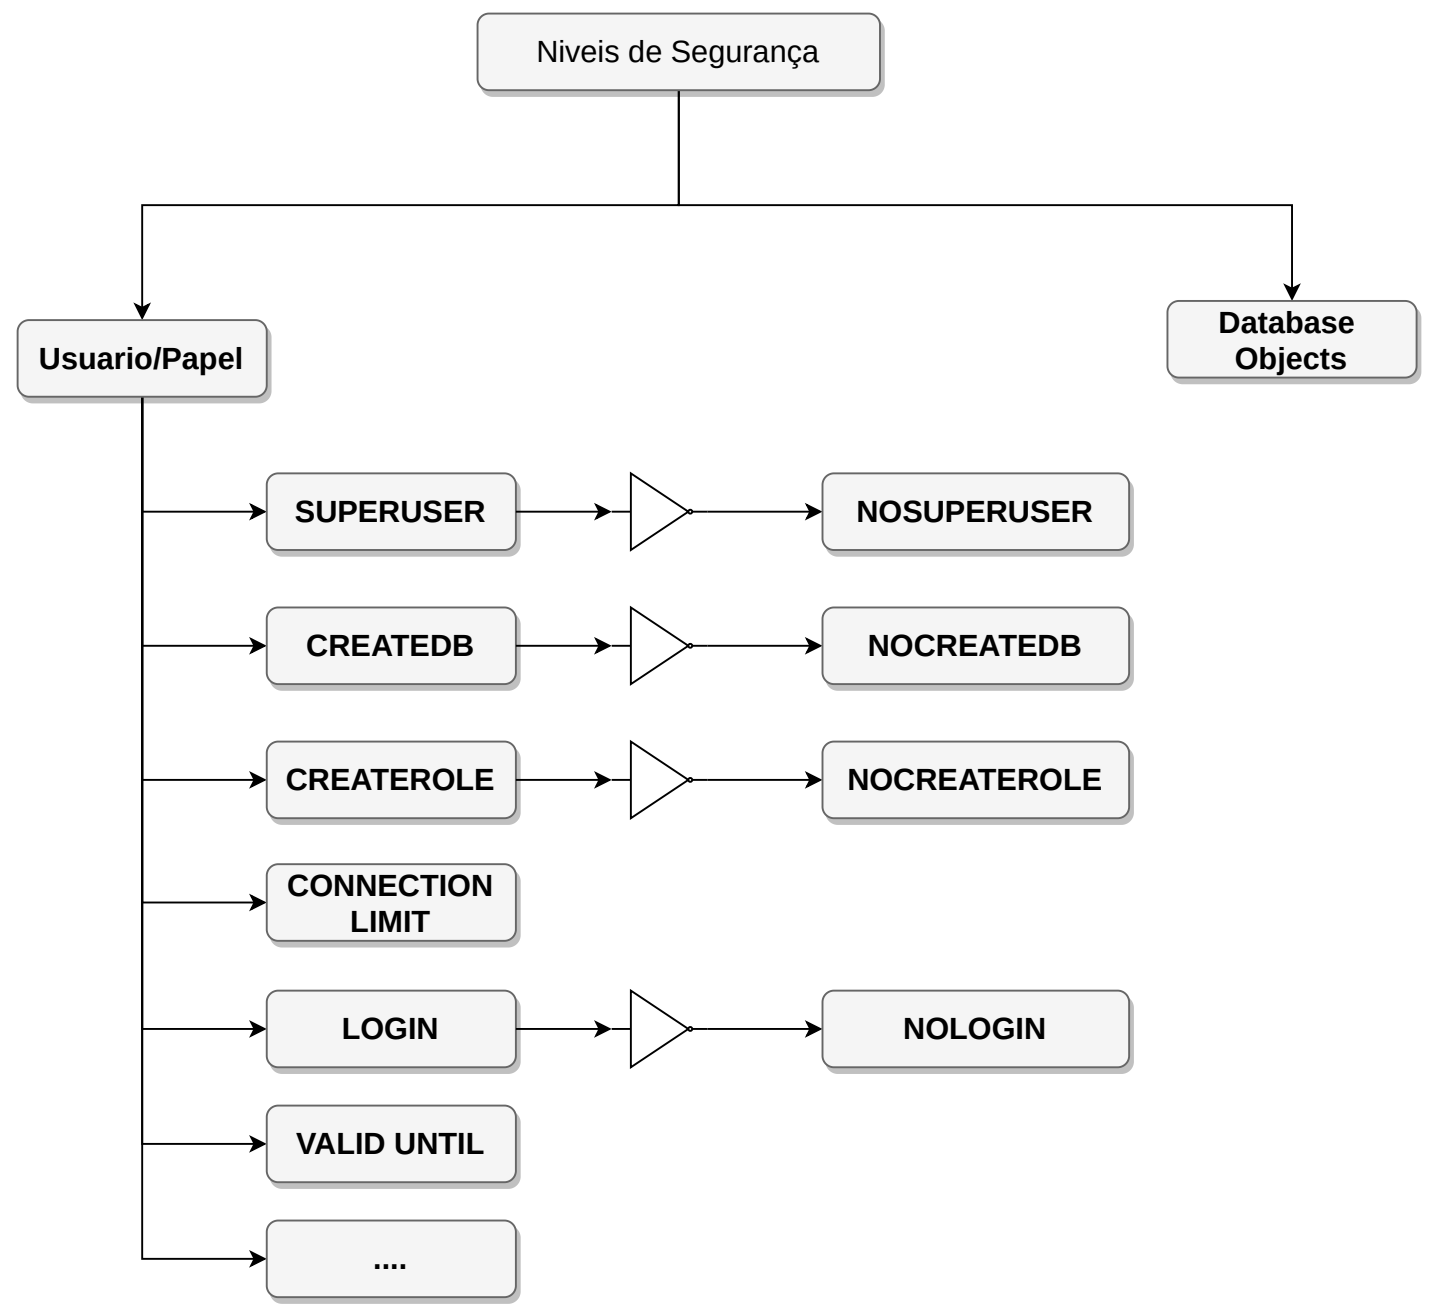 Niveis de Segurança
Usuario/Papel
Database
Objects
SUPERUSER
NOSUPERUSER
CREATEDB
NOCREATEDB
CREATEROLE
NOCREATEROLE
CONNECTION
LIMIT
LOGIN
NOLOGIN
VALID UNTIL
....